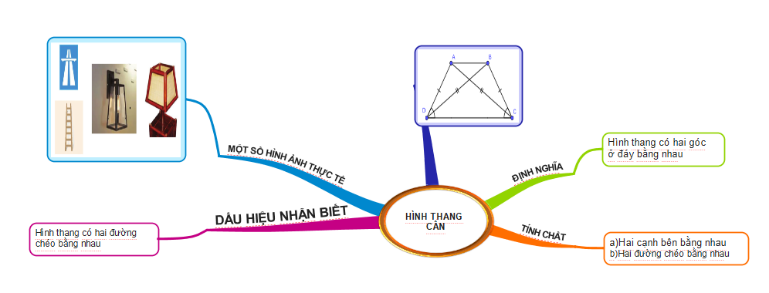 A B
D C
MỘT SỐ HÌNH ẢNH THỰC TẾ
ĐỊNH NGHĨA
Hình thang có hai góc
ở đáy bằng nhau
DẤU HIỆU NHẬN BIẾT
Hình thang có hai đường
chéo bằng nhau
HÌNH THANG
CÂN
TÍNH CHẤT
a)Hai cạnh bên bằng nhau
b)Hai đường chéo bằng nhau